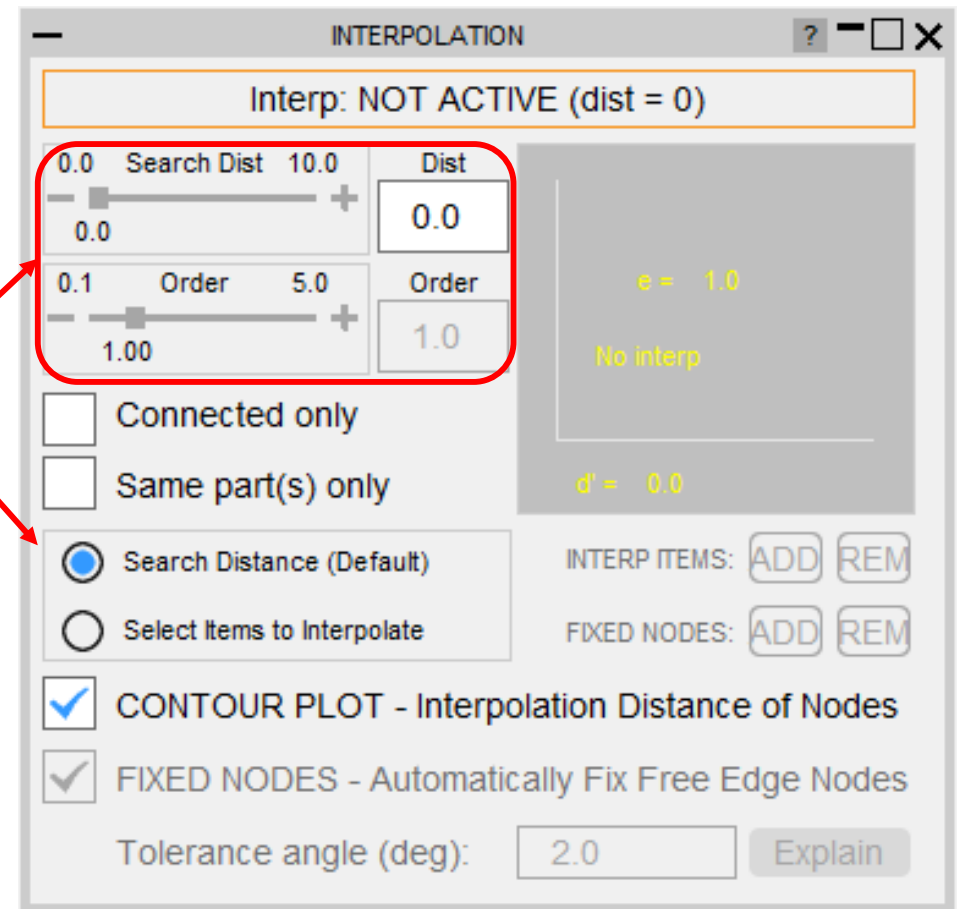 INTERPOLATION ?
Interp: NOT ACTIVE (dist = 0)
0.0 Search Dist 10.0 Dist
0.0 0.0
0.1 Order 5.0 Order
1.00 1.0
e = 1.0
No interp
d' = 0.0
Connected only
Same part(s) only
Search Distance (Default)
Select Items to Interpolate
INTERP ITEMS: ADD REM
FIXED NODES: ADD REM
CONTOUR PLOT - Interpolation Distance of Nodes
FIXED NODES - Automatically Fix Free Edge Nodes
Tolerance angle (deg): 2.0 Explain